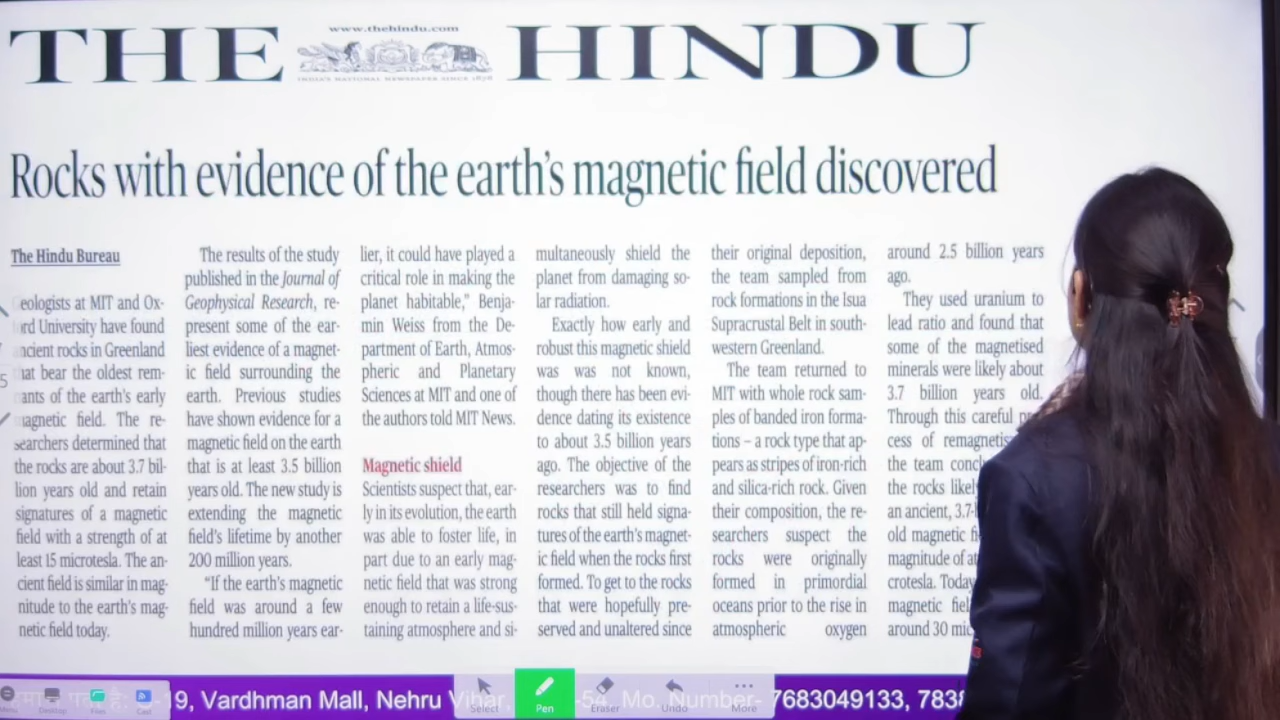 www.thehindu.com
THE HINDU
INDIA'S NATIONAL NEWSPAPER SINCE 1878
Rocks with evidence of the earth's magnetic field discovered
The Hindu Bureau
eologists at MIT and Ox-
ord University have found
ncient rocks in Greenland
hat bear the oldest rem-
ants of the earth's early
magnetic field. The re-
searchers determined that
the rocks are about 3.7 bil-
lion years old and retain
signatures of a magnetic
field with a strength of at
least 15 microtesla. The an-
cient field is similar in mag-
nitude to the earth's mag-
netic field today.
The results of the study
published in the Journal of
Geophysical Research, re-
present some of the ear-
liest evidence of a magnet-
ic field surrounding the
earth. Previous studies
have shown evidence for a
magnetic field on the earth
that is at least 3.5 billion
years old. The new study is
extending the magnetic
field's lifetime by another
200 million years.
"If the earth's magnetic
field was around a few
hundred million years ear-
lier, it could have played a
critical role in making the
planet habitable," Benja-
min Weiss from the De-
partment of Earth, Atmos-
pheric and Planetary
Sciences at MIT and one of
the authors told MIT News.
Magnetic shield
Scientists suspect that, ear-
ly in its evolution, the earth
was able to foster life, in
part due to an early mag-
netic field that was strong
enough to retain a life-sus-
taining atmosphere and si-
multaneously shield the
planet from damaging so-
lar radiation.
Exactly how early and
robust this magnetic shield
was was not known,
though there has been evi-
dence dating its existence
to about 3.5 billion years
ago. The objective of the
researchers was to find
rocks that still held signa-
tures of the earth's magnet-
ic field when the rocks first
formed. To get to the rocks
that were hopefully pre-
served and unaltered since
their original deposition,
the team sampled from
rock formations in the Isua
Supracrustal Belt in south-
western Greenland.
The team returned to
MIT with whole rock sam-
ples of banded iron forma-
tions – a rock type that ap-
pears as stripes of iron-rich
and silica-rich rock. Given
their composition, the re-
searchers suspect the
rocks were originally
formed in primordial
oceans prior to the rise in
atmospheric oxygen
around 2.5 billion years
ago.
They used uranium to
lead ratio and found that
some of the magnetised
minerals were likely about
3.7 billion years old.
Through this careful
cess of remagnetis
the team conc
the rocks likel
an ancient, 3.7-
old magnetic fi
magnitude of at
crotesla. Today
magnetic fiel
around 30 mic
-19, Vardhman Mall, Nehru Vihar, -54, Mo. Number- 7683049133, 783
Menu Desktop Files Cast Select Pen Eraser Undo More